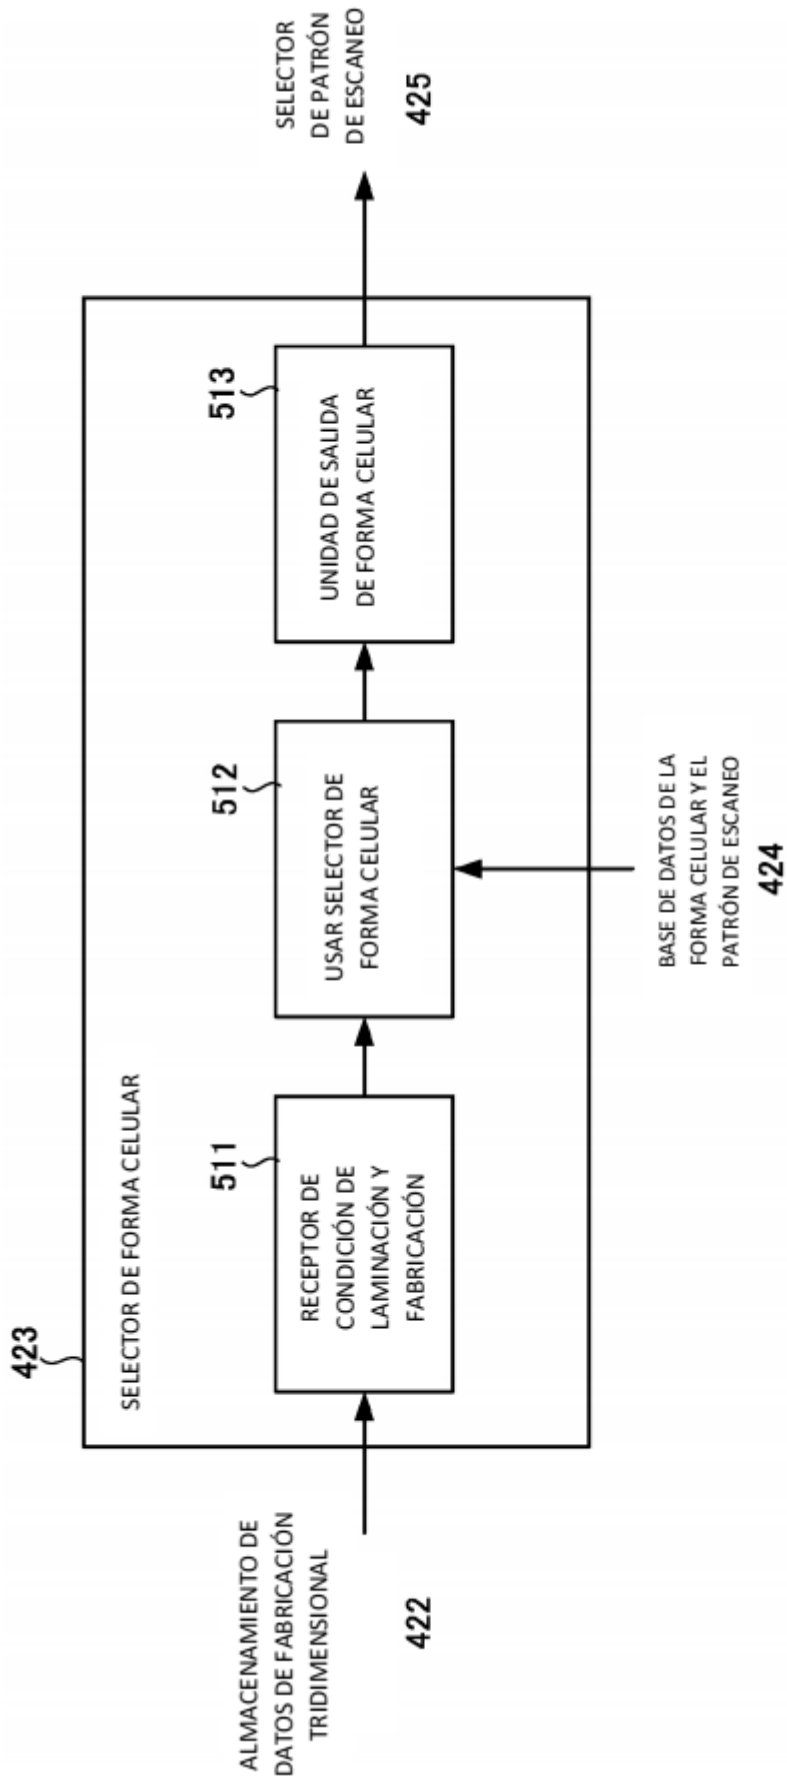 423
SELECTOR DE FORMA CELULAR
ALMACENAMIENTO DE
DATOS DE FABRICACIÓN
TRIDIMENSIONAL
422
511
RECEPTOR DE
CONDICIÓN DE
LAMINACIÓN Y
FABRICACIÓN
512
USAR SELECTOR DE
FORMA CELULAR
513
UNIDAD DE SALIDA
DE FORMA CELULAR
SELECTOR
DE PATRÓN
DE ESCANEO
425
BASE DE DATOS DE LA
FORMA CELULAR Y EL
PATRÓN DE ESCANEO
424